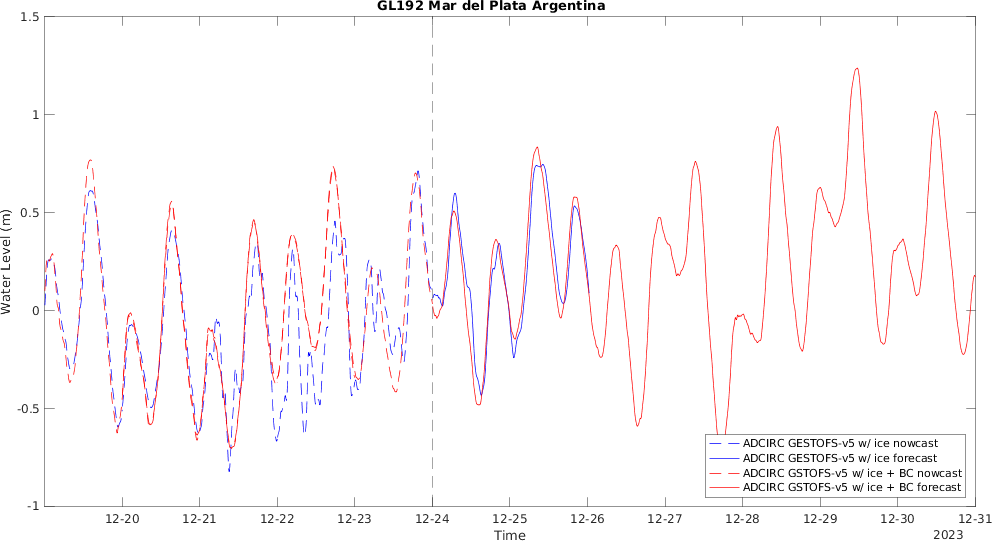 GL192 Mar del Plata Argentina
1.5
1
0.5
0
-0.5
-1
Water Level (m)
ADCIRC GESTOFS-v5 w/ ice nowcast
ADCIRC GESTOFS-v5 w/ ice forecast
ADCIRC GSTOFS-v5 w/ ice + BC nowcast
ADCIRC GSTOFS-v5 w/ ice + BC forecast
12-20 12-21 12-22 12-23 12-24 12-25 12-26 12-27 12-28 12-29 12-30 12-31
Time
2023